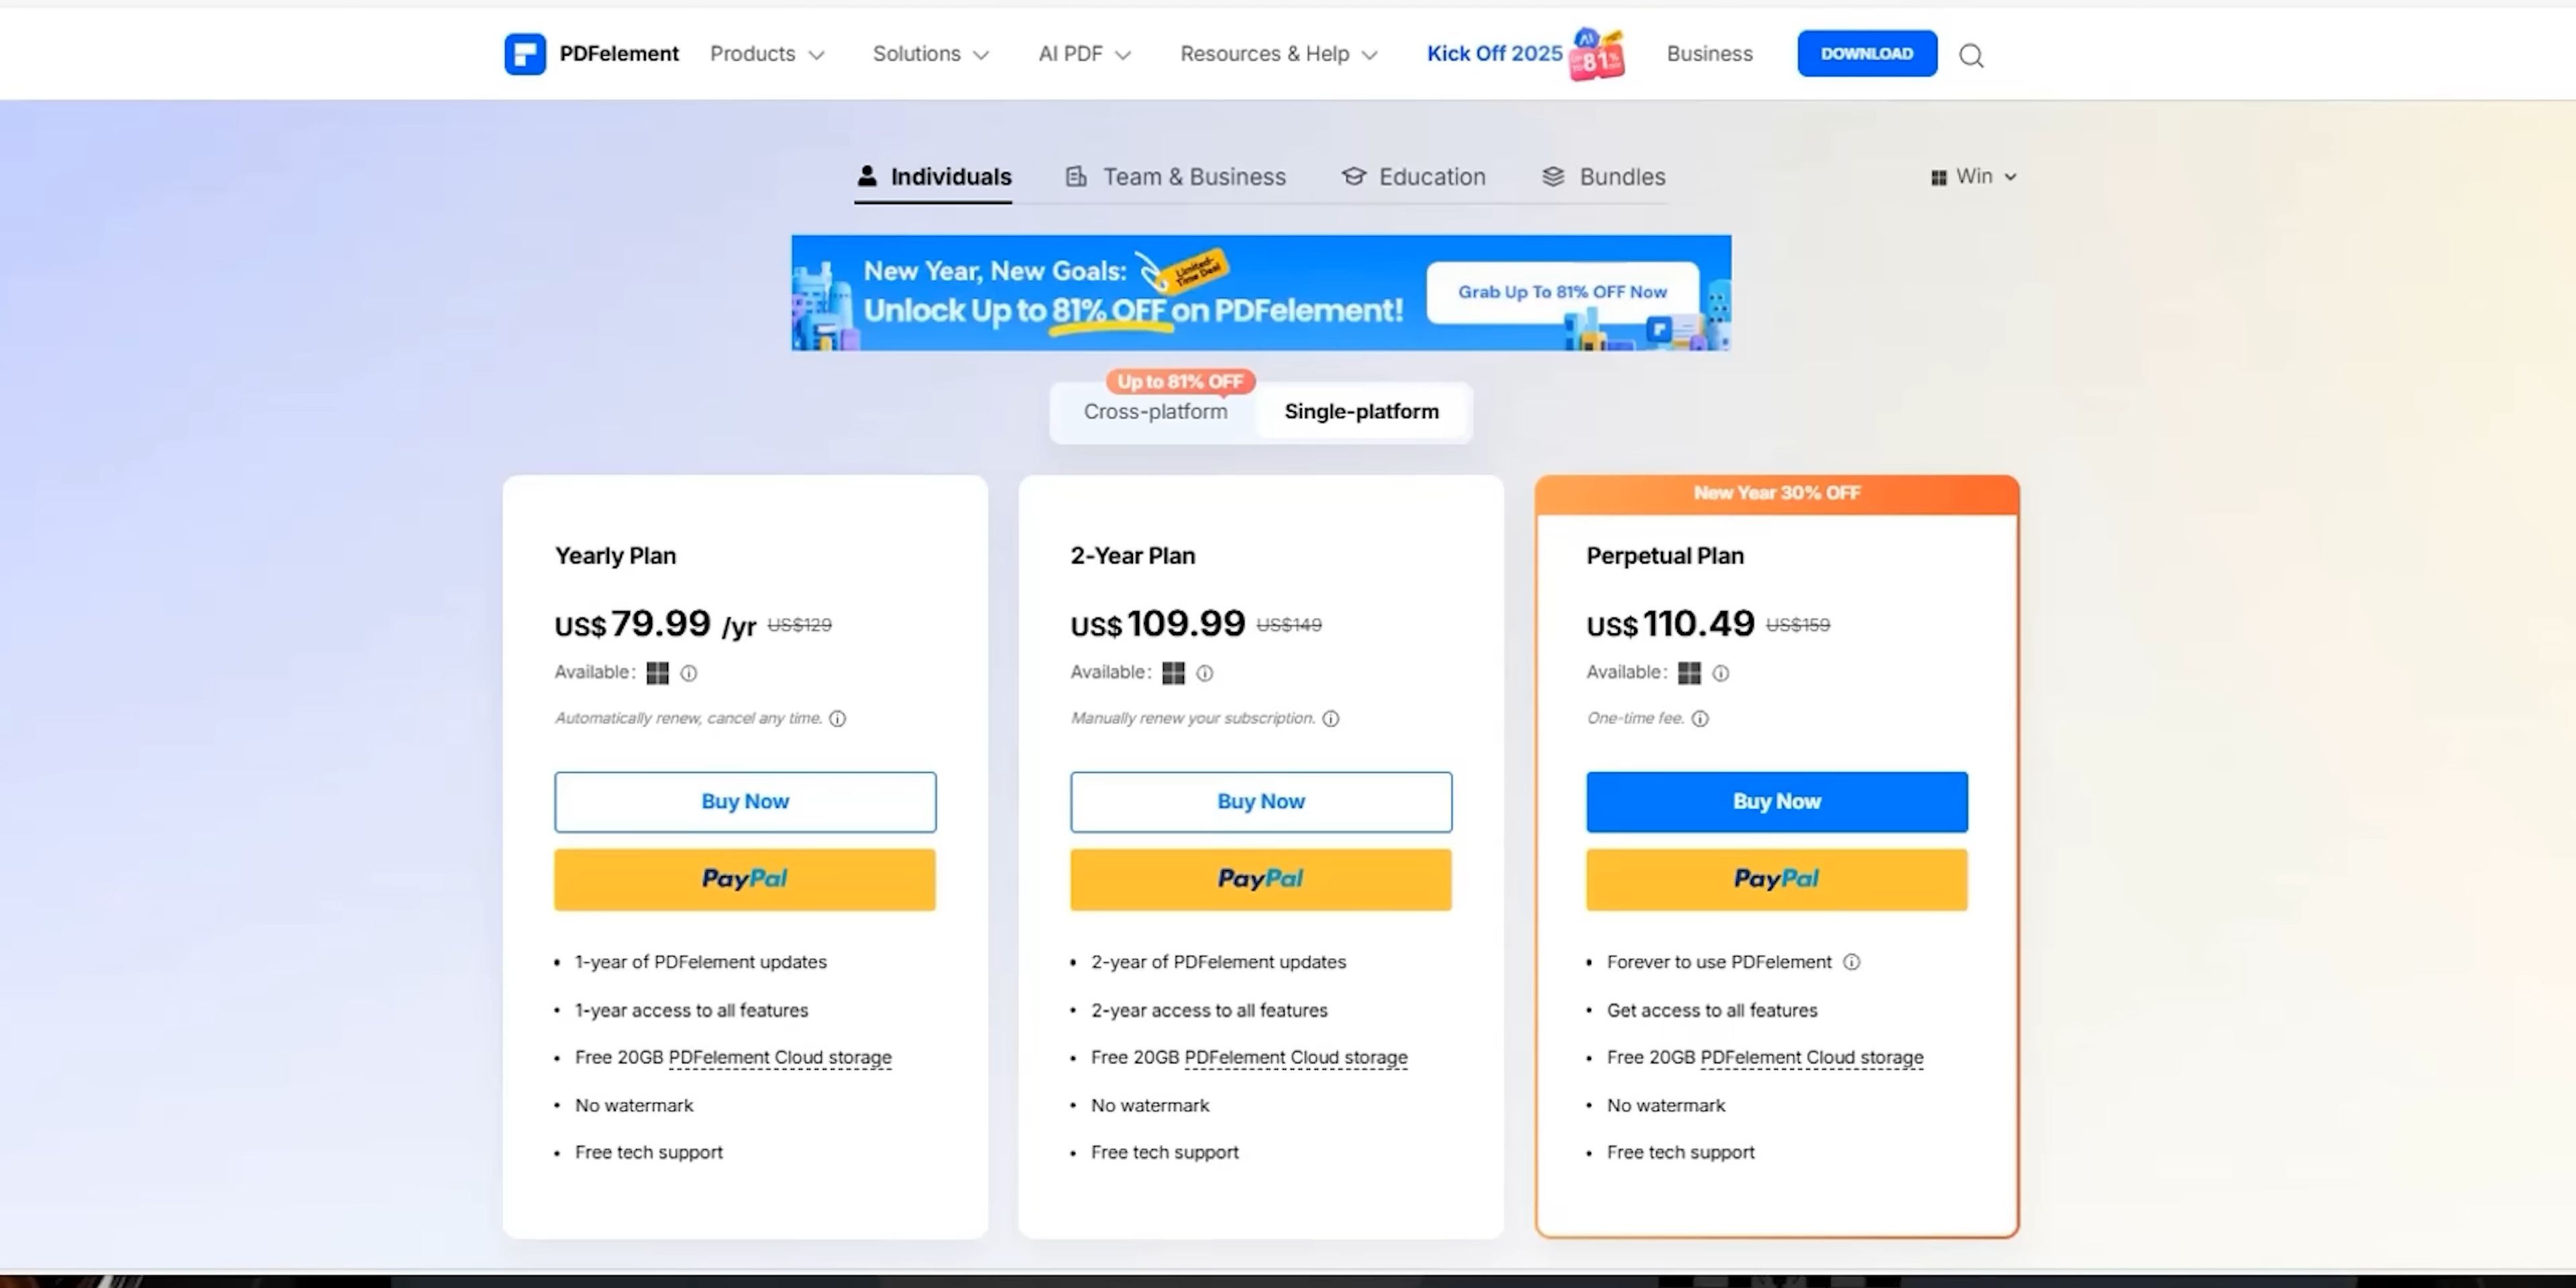 PDFelement Products Solutions AI PDF Resources & Help Kick Off 2025 81% Business DOWNLOAD
Individuals Team & Business Education Bundles Win
New Year, New Goals: Limited-Time Deal
Unlock Up to 81% OFF on PDFelement!
Grab Up To 81% OFF Now
Up to 81% OFF
Cross-platform Single-platform
Yearly Plan
US$79.99 /yr US$129
Available:
Automatically renew, cancel any time.
Buy Now
PayPal
• 1-year of PDFelement updates
• 1-year access to all features
• Free 20GB PDFelement Cloud storage
• No watermark
• Free tech support
2-Year Plan
US$109.99 US$149
Available:
Manually renew your subscription.
Buy Now
PayPal
• 2-year of PDFelement updates
• 2-year access to all features
• Free 20GB PDFelement Cloud storage
• No watermark
• Free tech support
New Year 30% OFF
Perpetual Plan
US$110.49 US$159
Available:
One-time fee.
Buy Now
PayPal
• Forever to use PDFelement
• Get access to all features
• Free 20GB PDFelement Cloud storage
• No watermark
• Free tech support